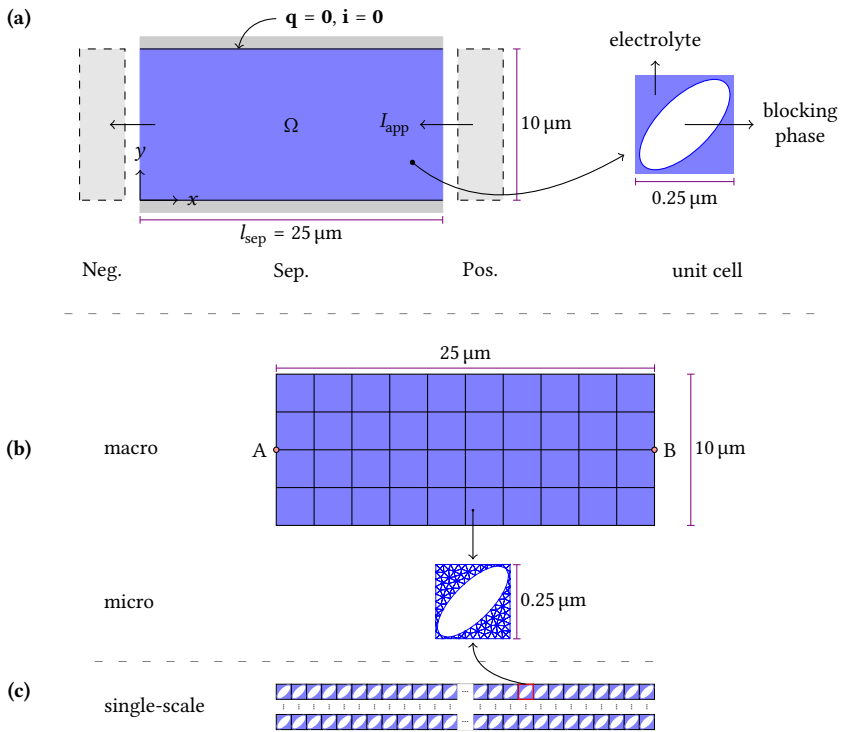 (a)
q = 0, i = 0
electrolyte
Ω
I_app
10 µm
blocking
phase
y
x
0.25 µm
l_sep = 25 µm
Neg.
Sep.
Pos.
unit cell
25 µm
(b)
macro
A
B
10 µm
micro
0.25 µm
(c)
single-scale
...
...